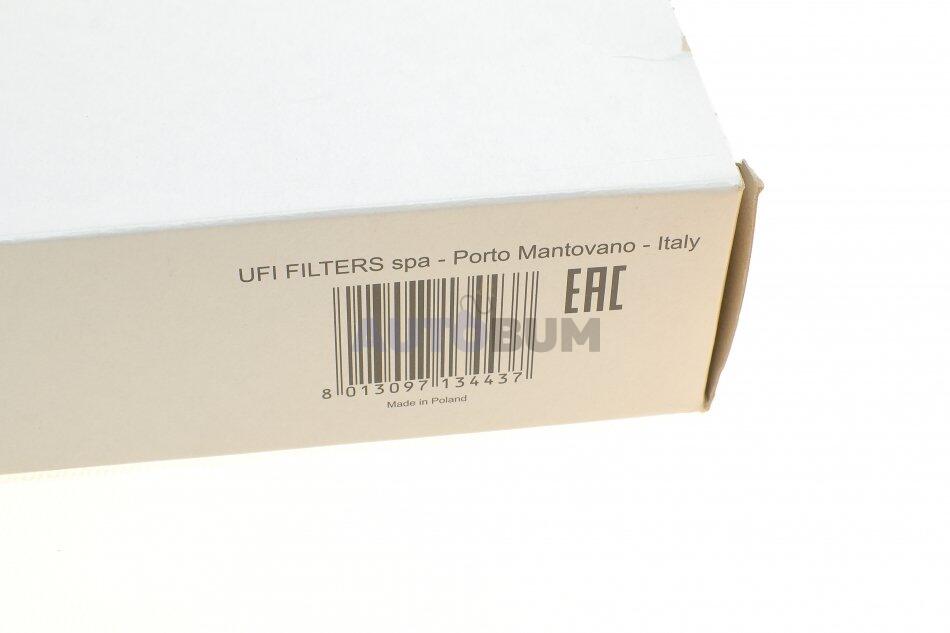 UFI FILTERS spa - Porto Mantovano - Italy
EAC
AUTOBUM
8 013097 134437
Made in Poland